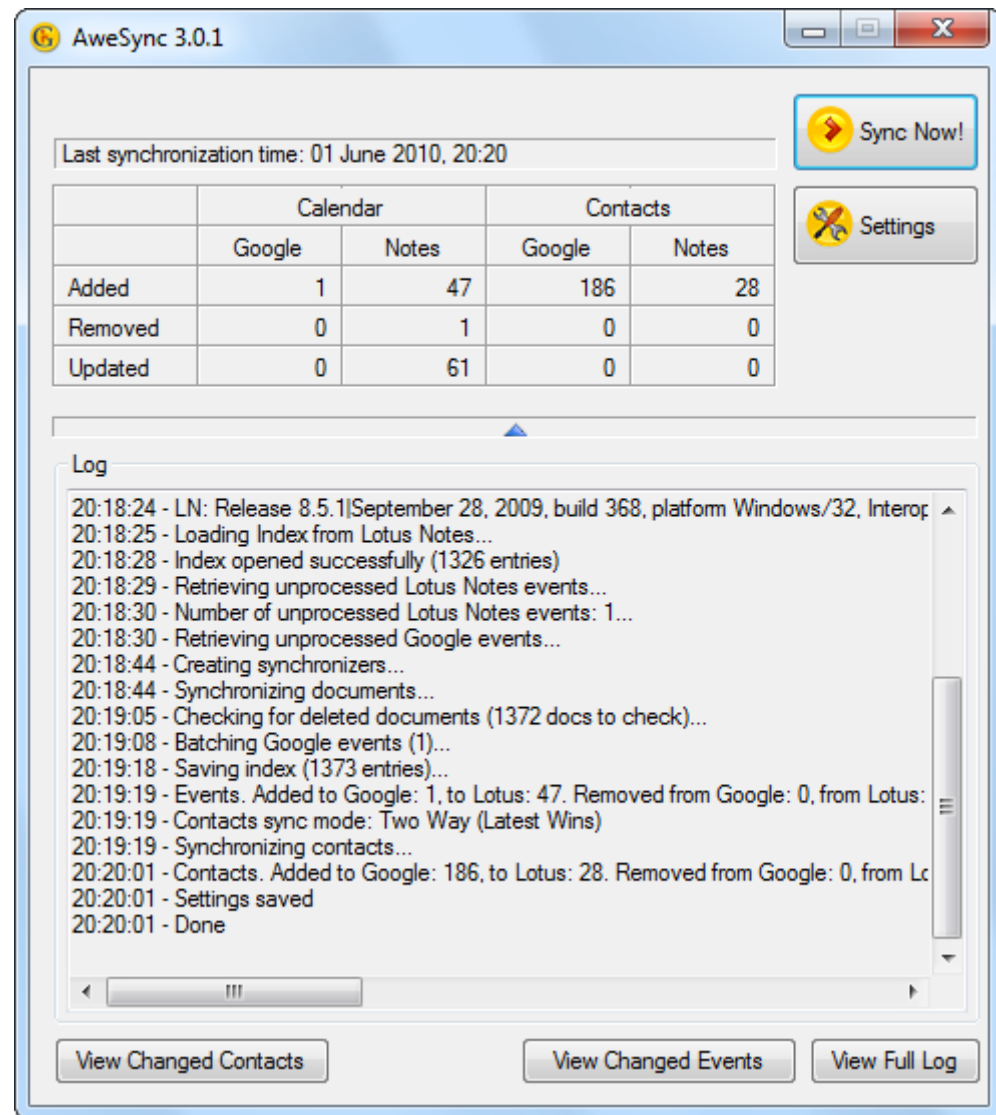 AweSync 3.0.1
Sync Now!
Last synchronization time: 01 June 2010, 20:20
Settings
Calendar Contacts
Google Notes Google Notes
Added 1 47 186 28
Removed 0 1 0 0
Updated 0 61 0 0
Log
20:18:24 - LN: Release 8.5.1|September 28, 2009, build 368, platform Windows/32, Interop
20:18:25 - Loading Index from Lotus Notes...
20:18:28 - Index opened successfully (1326 entries)
20:18:29 - Retrieving unprocessed Lotus Notes events...
20:18:30 - Number of unprocessed Lotus Notes events: 1...
20:18:30 - Retrieving unprocessed Google events...
20:18:44 - Creating synchronizers...
20:18:44 - Synchronizing documents...
20:19:05 - Checking for deleted documents (1372 docs to check)...
20:19:08 - Batching Google events (1)...
20:19:18 - Saving index (1373 entries)...
20:19:19 - Events. Added to Google: 1, to Lotus: 47. Removed from Google: 0, from Lotus:
20:19:19 - Contacts sync mode: Two Way (Latest Wins)
20:19:19 - Synchronizing contacts...
20:20:01 - Contacts. Added to Google: 186, to Lotus: 28. Removed from Google: 0, from Lo
20:20:01 - Settings saved
20:20:01 - Done
View Changed Contacts View Changed Events View Full Log